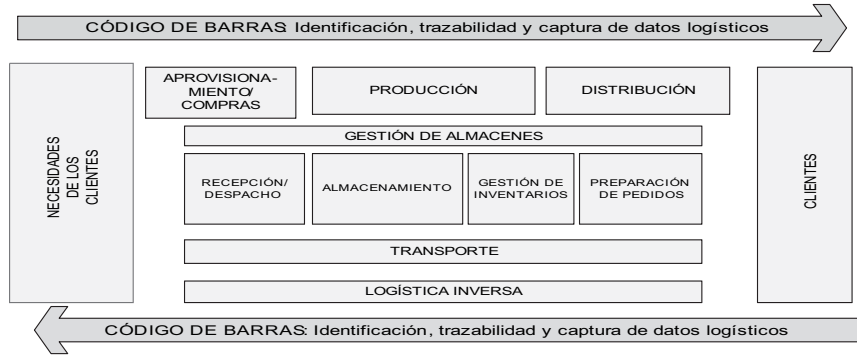 CÓDIGO DE BARRAS: Identificación, trazabilidad y captura de datos logísticos
NECESIDADES
DE LOS
CLIENTES
APROVISIONA-
MIENTO/
COMPRAS
PRODUCCIÓN
DISTRIBUCIÓN
GESTIÓN DE ALMACENES
RECEPCIÓN/
DESPACHO
ALMACENAMIENTO
GESTIÓN DE
INVENTARIOS
PREPARACIÓN
DE PEDIDOS
TRANSPORTE
LOGÍSTICA INVERSA
CLIENTES
CÓDIGO DE BARRAS: Identificación, trazabilidad y captura de datos logísticos